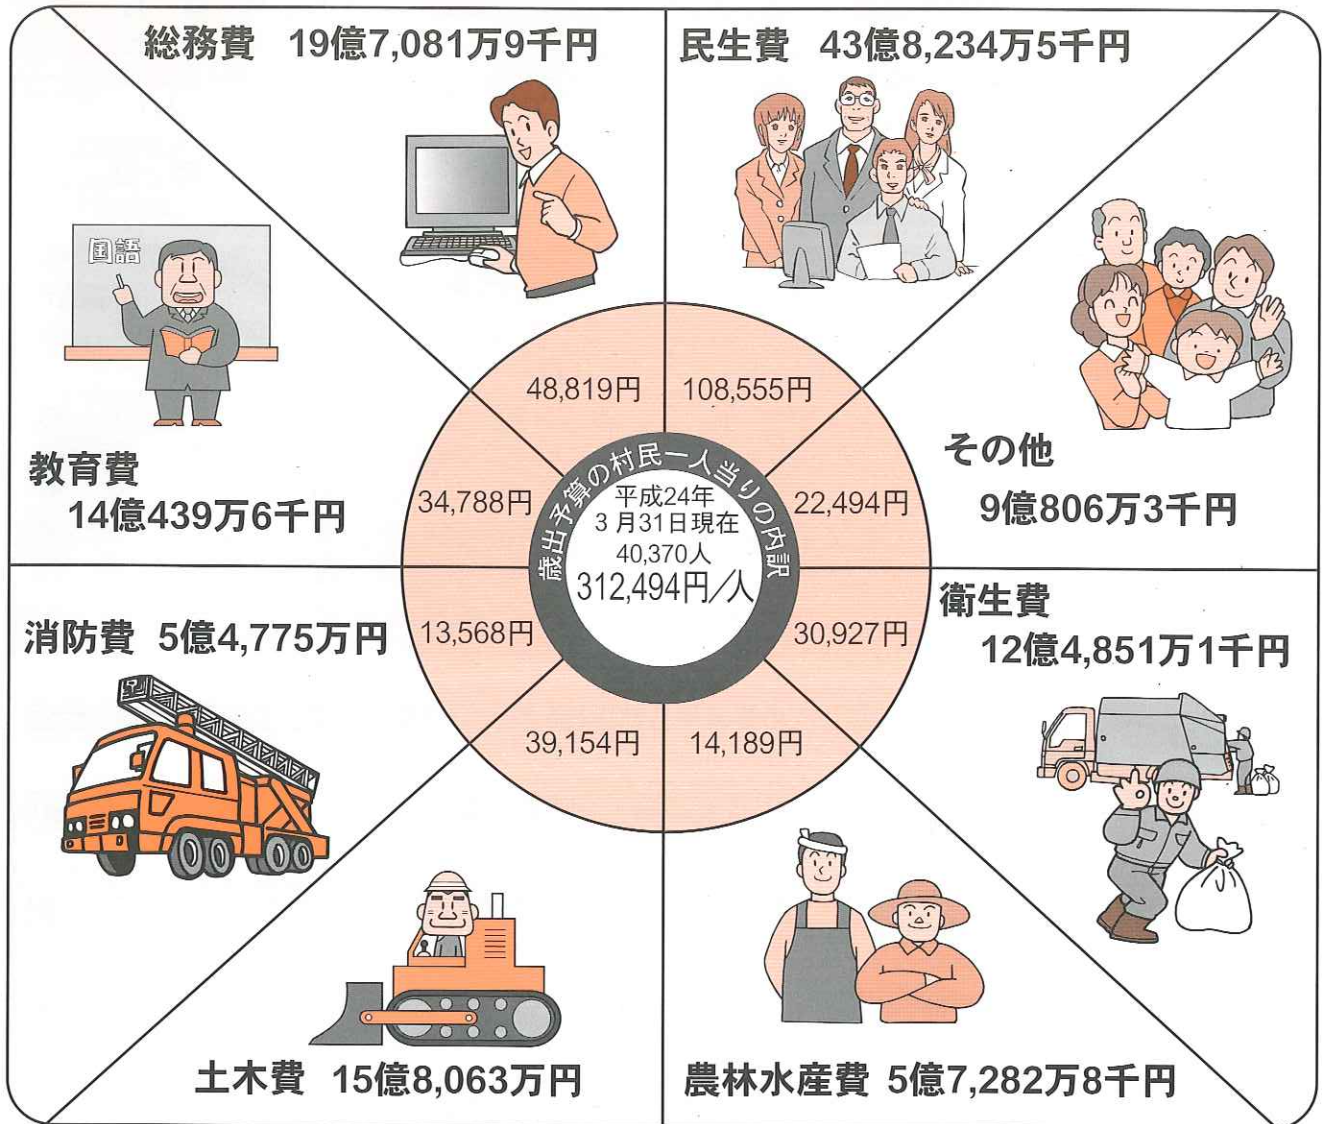 総務費 19億7,081万9千円
民生費 43億8,234万5千円
国語
教育費
14億439万6千円
その他
9億806万3千円
48,819円
108,555円
34,788円
22,494円
歳出予算の村民一人当りの内訳
平成24年
3月31日現在
40,370人
312,494円/人
13,568円
30,927円
39,154円
14,189円
消防費 5億4,775万円
衛生費
12億4,851万1千円
土木費 15億8,063万円
農林水産費 5億7,282万8千円